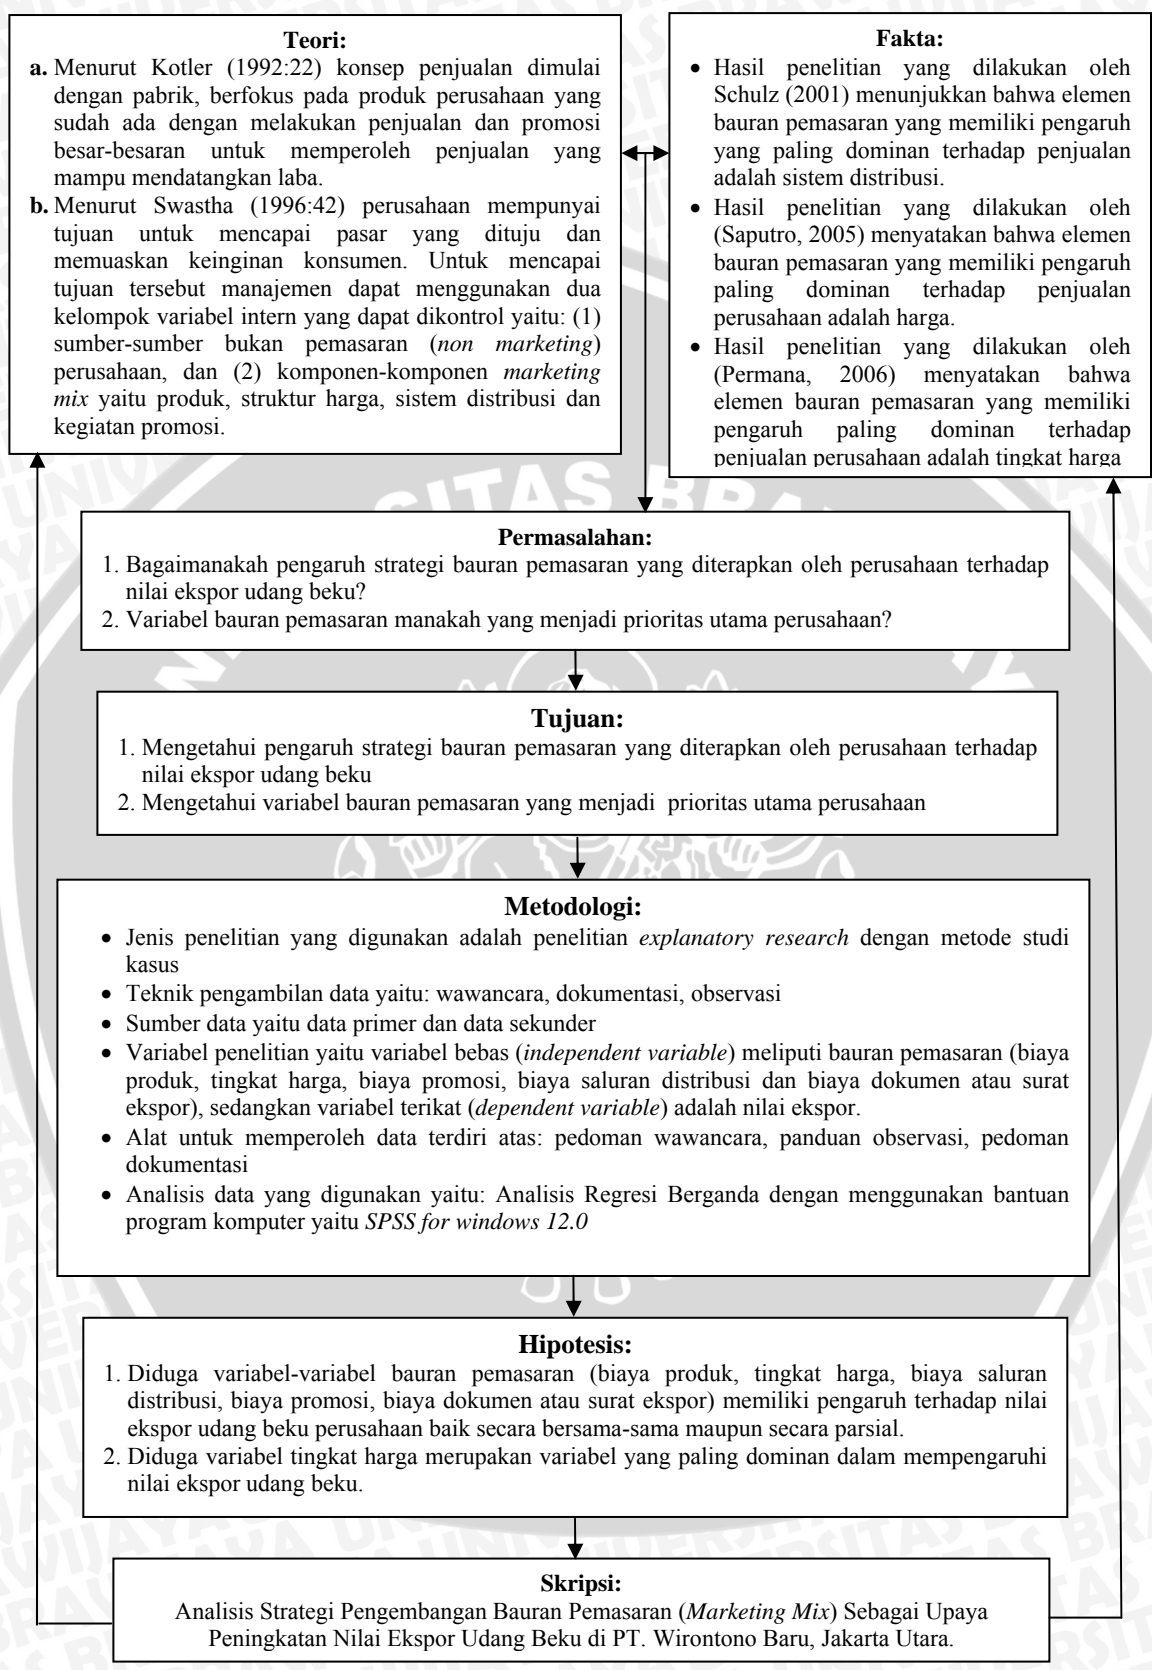 Teori:
a. Menurut Kotler (1992:22) konsep penjualan dimulai
dengan pabrik, berfokus pada produk perusahaan yang
sudah ada dengan melakukan penjualan dan promosi
besar-besaran untuk memperoleh penjualan yang
mampu mendatangkan laba.
b. Menurut Swastha (1996:42) perusahaan mempunyai
tujuan untuk mencapai pasar yang dituju dan
memuaskan keinginan konsumen. Untuk mencapai
tujuan tersebut manajemen dapat menggunakan dua
kelompok variabel intern yang dapat dikontrol yaitu: (1)
sumber-sumber bukan pemasaran (non marketing)
perusahaan, dan (2) komponen-komponen marketing
mix yaitu produk, struktur harga, sistem distribusi dan
kegiatan promosi.
Fakta:
• Hasil penelitian yang dilakukan oleh
Schulz (2001) menunjukkan bahwa elemen
bauran pemasaran yang memiliki pengaruh
yang paling dominan terhadap penjualan
adalah sistem distribusi.
• Hasil penelitian yang dilakukan oleh
(Saputro, 2005) menyatakan bahwa elemen
bauran pemasaran yang memiliki pengaruh
paling dominan terhadap penjualan
perusahaan adalah harga.
• Hasil penelitian yang dilakukan oleh
(Permana, 2006) menyatakan bahwa
elemen bauran pemasaran yang memiliki
pengaruh paling dominan terhadap
penjualan perusahaan adalah tingkat harga
Permasalahan:
1. Bagaimanakah pengaruh strategi bauran pemasaran yang diterapkan oleh perusahaan terhadap
nilai ekspor udang beku?
2. Variabel bauran pemasaran manakah yang menjadi prioritas utama perusahaan?
Tujuan:
1. Mengetahui pengaruh strategi bauran pemasaran yang diterapkan oleh perusahaan terhadap
nilai ekspor udang beku
2. Mengetahui variabel bauran pemasaran yang menjadi prioritas utama perusahaan
Metodologi:
• Jenis penelitian yang digunakan adalah penelitian explanatory research dengan metode studi
kasus
• Teknik pengambilan data yaitu: wawancara, dokumentasi, observasi
• Sumber data yaitu data primer dan data sekunder
• Variabel penelitian yaitu variabel bebas (independent variable) meliputi bauran pemasaran (biaya
produk, tingkat harga, biaya promosi, biaya saluran distribusi dan biaya dokumen atau surat
ekspor), sedangkan variabel terikat (dependent variable) adalah nilai ekspor.
• Alat untuk memperoleh data terdiri atas: pedoman wawancara, panduan observasi, pedoman
dokumentasi
• Analisis data yang digunakan yaitu: Analisis Regresi Berganda dengan menggunakan bantuan
program komputer yaitu SPSS for windows 12.0
Hipotesis:
1. Diduga variabel-variabel bauran pemasaran (biaya produk, tingkat harga, biaya saluran
distribusi, biaya promosi, biaya dokumen atau surat ekspor) memiliki pengaruh terhadap nilai
ekspor udang beku perusahaan baik secara bersama-sama maupun secara parsial.
2. Diduga variabel tingkat harga merupakan variabel yang paling dominan dalam mempengaruhi
nilai ekspor udang beku.
Skripsi:
Analisis Strategi Pengembangan Bauran Pemasaran (Marketing Mix) Sebagai Upaya
Peningkatan Nilai Ekspor Udang Beku di PT. Wirontono Baru, Jakarta Utara.